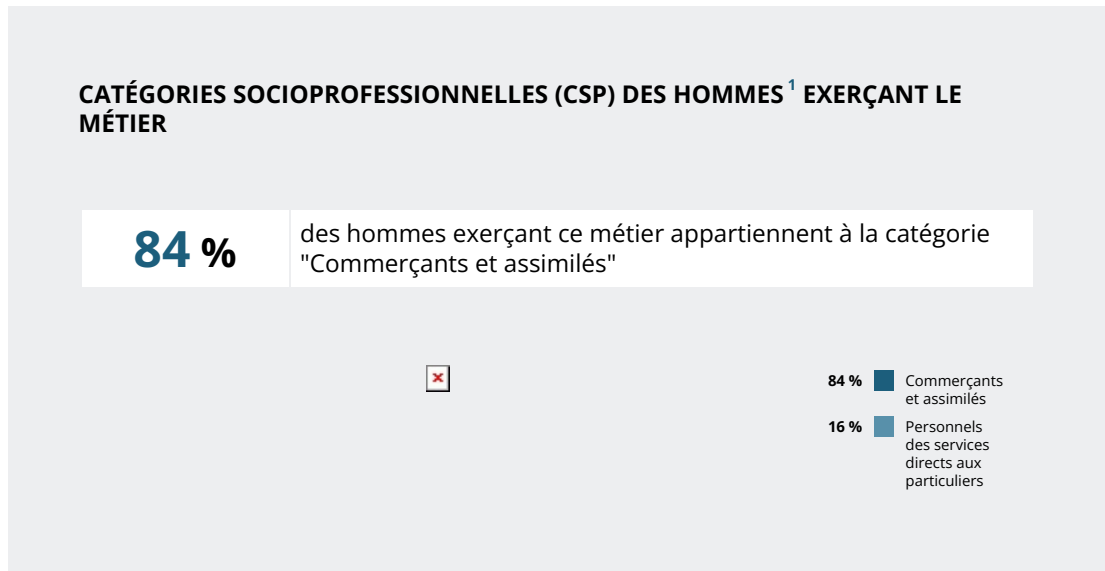 CATÉGORIES SOCIOPROFESSIONNELLES (CSP) DES HOMMES 1 EXERÇANT LE
MÉTIER
84 %
des hommes exerçant ce métier appartiennent à la catégorie
"Commerçants et assimilés"
84 % Commerçants
et assimilés
16 % Personnels
des services
directs aux
particuliers